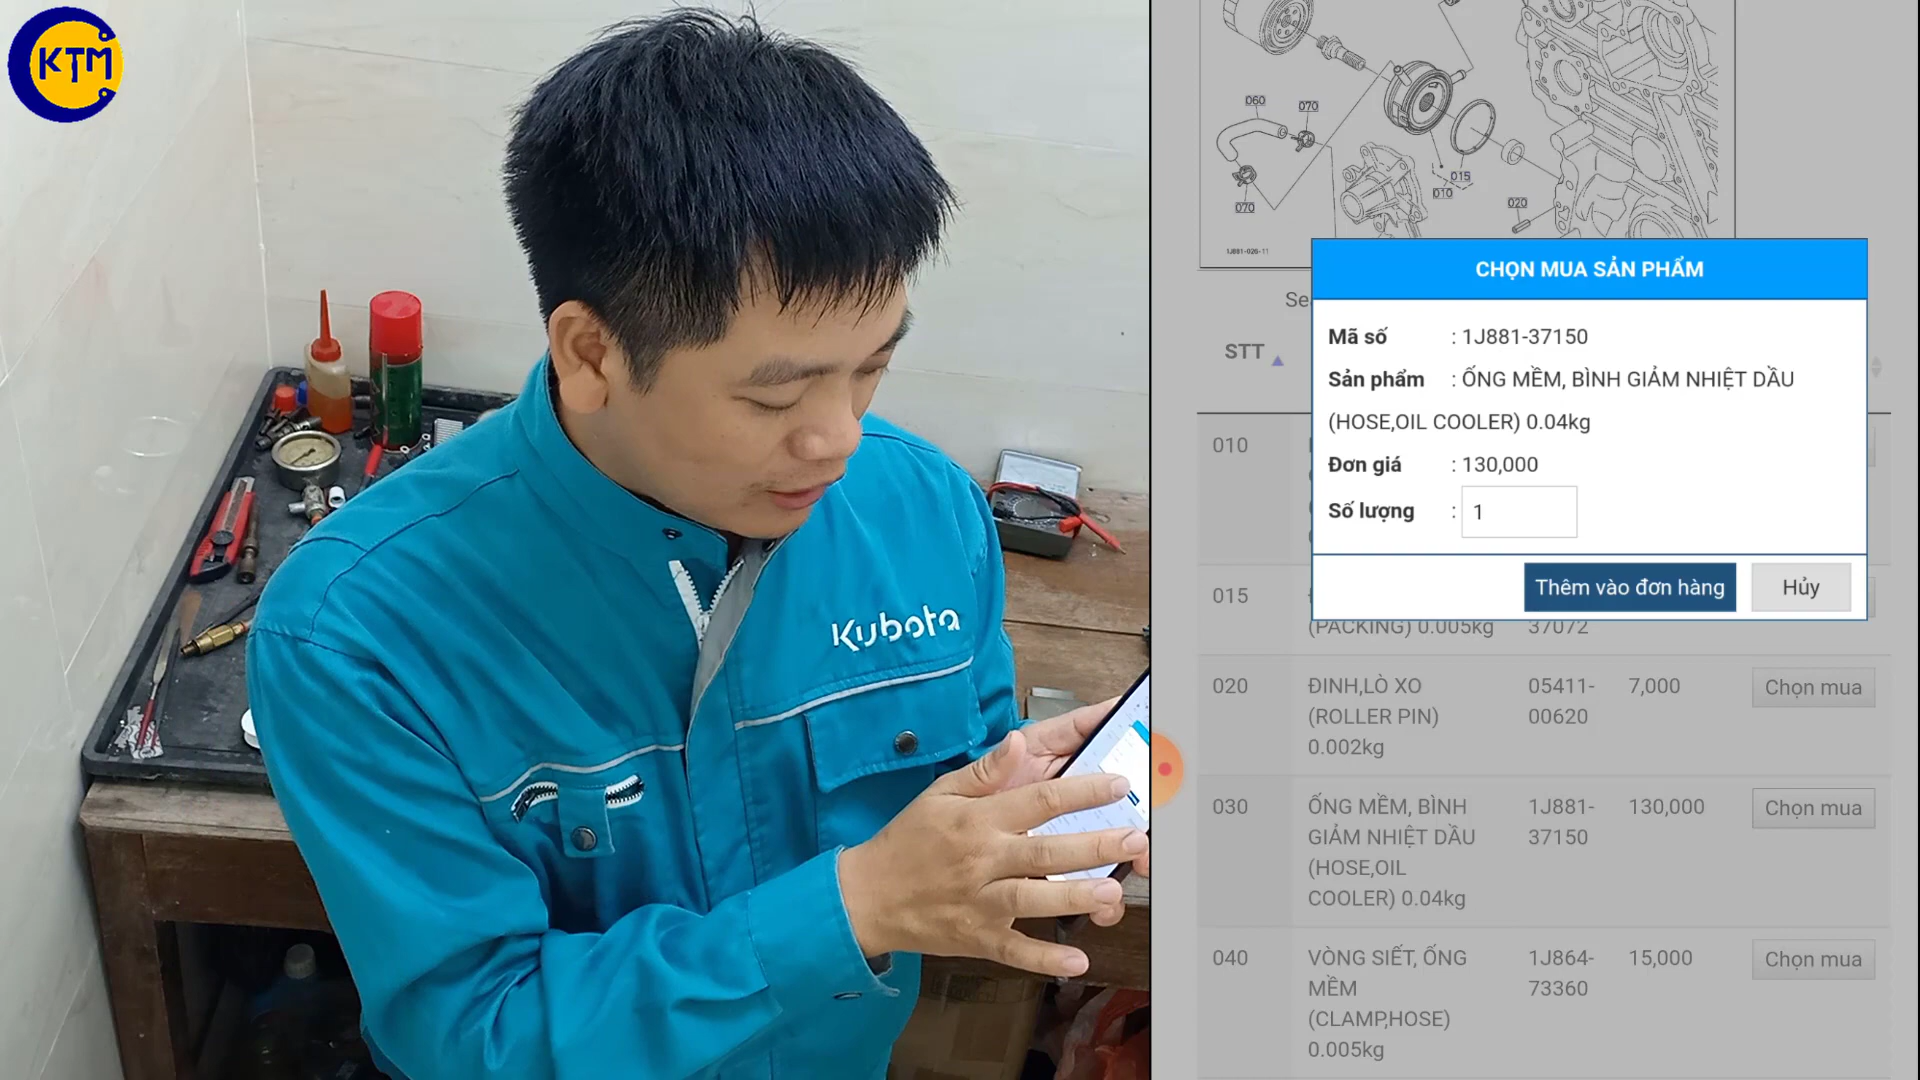 KTM
Kubota
060
070
070
015
010
020
1J881-026-11
CHỌN MUA SẢN PHẨM
Mã số : 1J881-37150
Sản phẩm : ỐNG MỀM, BÌNH GIẢM NHIỆT DẦU
(HOSE,OIL COOLER) 0.04kg
Đơn giá : 130,000
Số lượng : 1
Thêm vào đơn hàng Hủy
Se
STT
010
015
(PACKING) 0.005kg 37072
020 ĐINH,LÒ XO 05411- 7,000 Chọn mua
(ROLLER PIN) 00620
0.002kg
030 ỐNG MỀM, BÌNH 1J881- 130,000 Chọn mua
GIẢM NHIỆT DẦU 37150
(HOSE,OIL
COOLER) 0.04kg
040 VÒNG SIẾT, ỐNG 1J864- 15,000 Chọn mua
MỀM 73360
(CLAMP,HOSE)
0.005kg